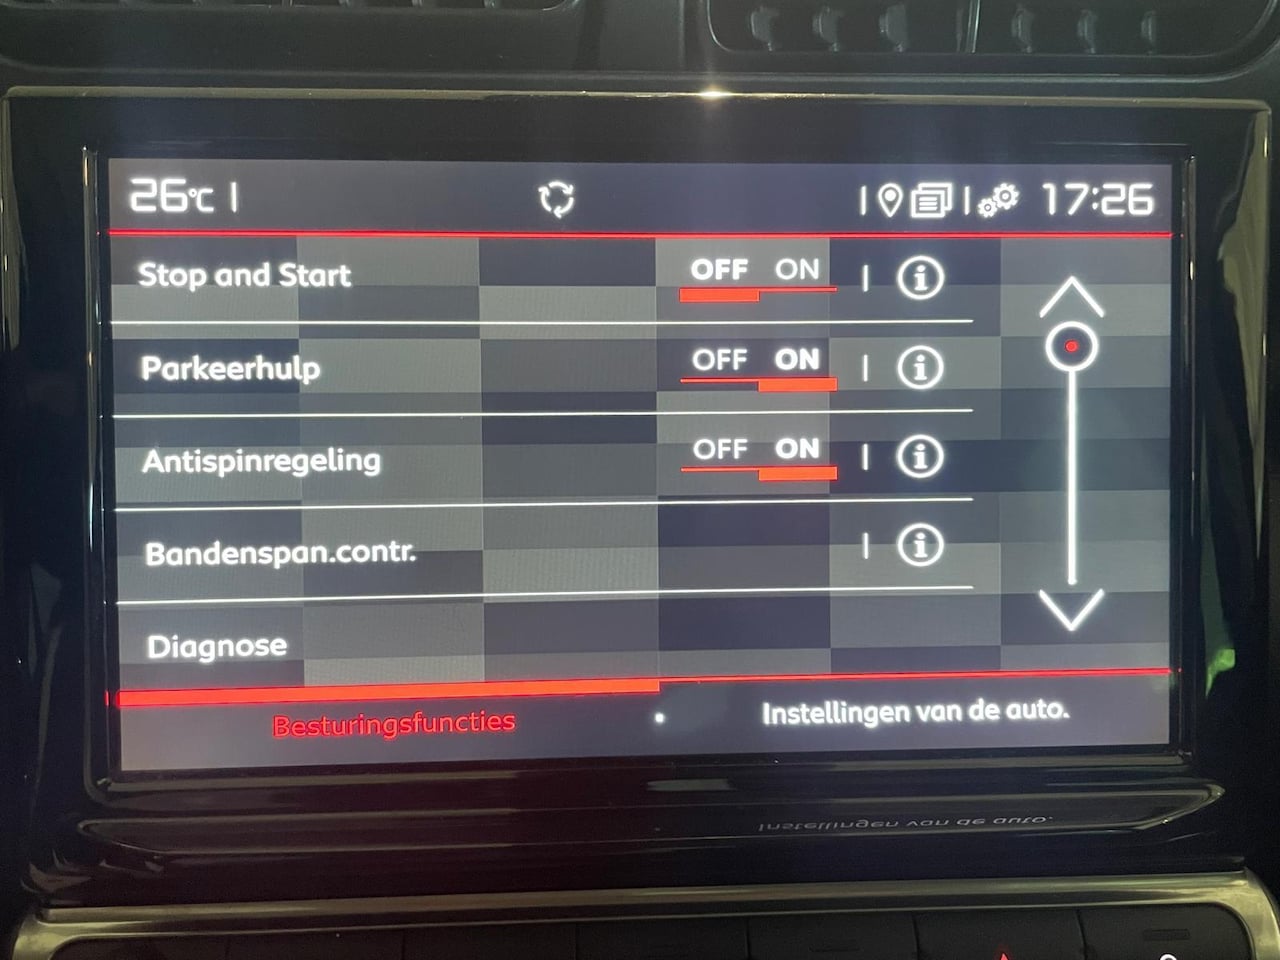 26°C 17:26
Stop and Start OFF ON
Parkeerhulp OFF ON
Antispinregeling OFF ON
Bandenspan.contr.
Diagnose
Besturingsfuncties Instellingen van de auto.